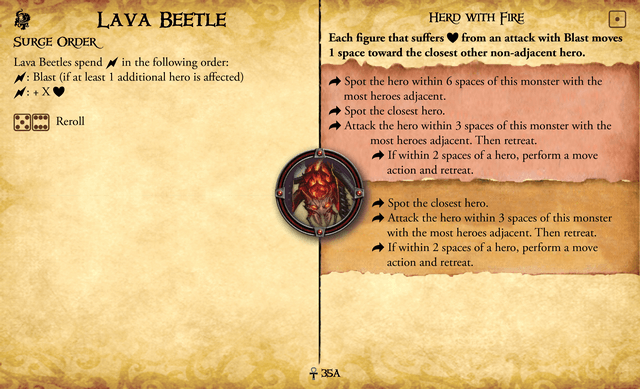 Lava Beetle
Surge Order
Lava Beetles spend in the following order:
: Blast (if at least 1 additional hero is affected)
: + X
Reroll
Herd with Fire
Each figure that suffers from an attack with Blast moves
1 space toward the closest other non-adjacent hero.
Spot the hero within 6 spaces of this monster with the
most heroes adjacent.
Spot the closest hero.
Attack the hero within 3 spaces of this monster with the
most heroes adjacent. Then retreat.
If within 2 spaces of a hero, perform a move
action and retreat.
Spot the closest hero.
Attack the hero within 3 spaces of this monster
with the most heroes adjacent. Then retreat.
If within 2 spaces of a hero, perform a move
action and retreat.
35A